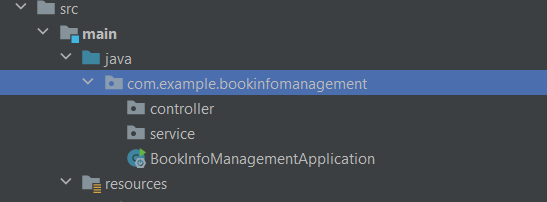 src
main
java
com.example.bookinfomanagement
controller
service
BookInfoManagementApplication
resources